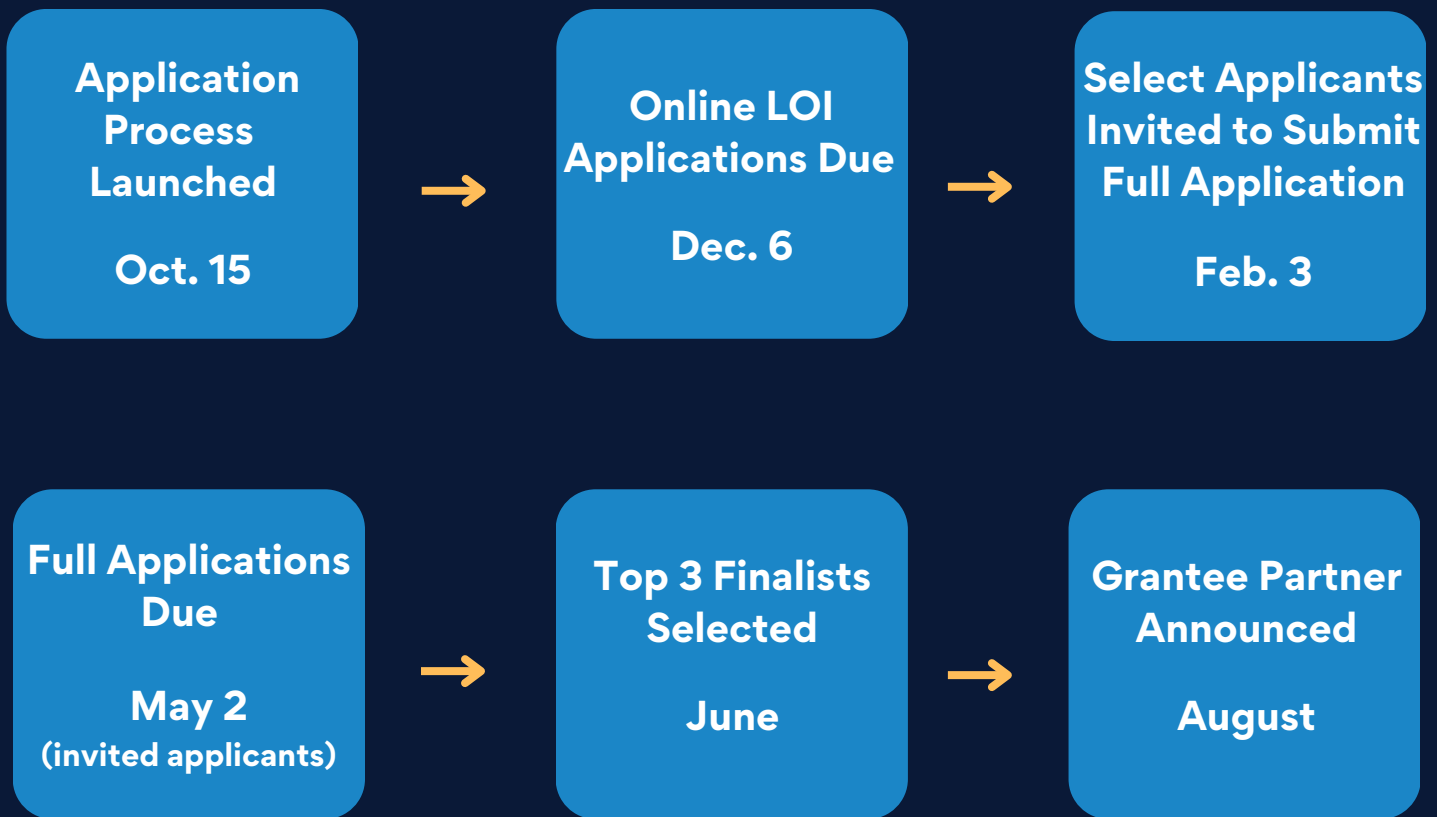 Application
Process
Launched
Oct. 15
Online LOI
Applications Due
Dec. 6
Select Applicants
Invited to Submit
Full Application
Feb. 3
Full Applications
Due
May 2
(invited applicants)
Top 3 Finalists
Selected
June
Grantee Partner
Announced
August